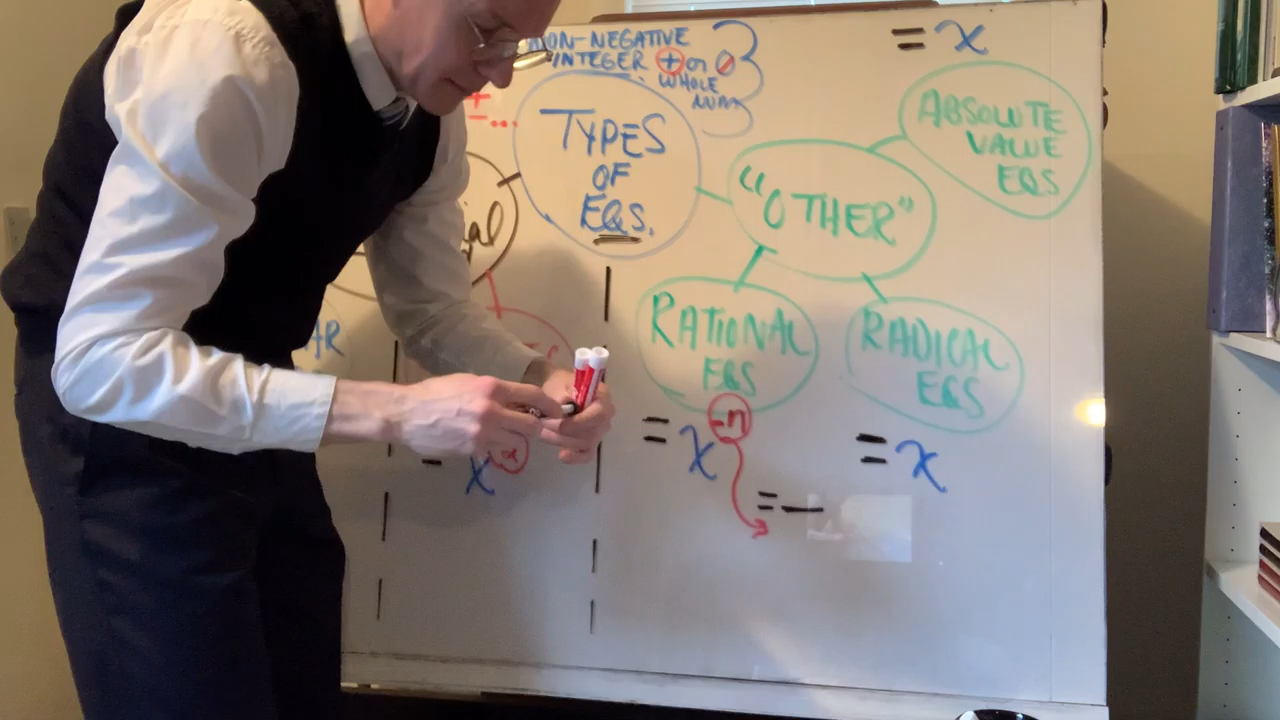 NON-NEGATIVE
INTEGER + or 0
WHOLE
NUM
= x
± ...
TYPES
OF
EQS.
"OTHER"
ABSOLUTE
VALUE
EQS
RATIONAL
EQS
RADICAL
EQS
= x
= x -n
= x
= —